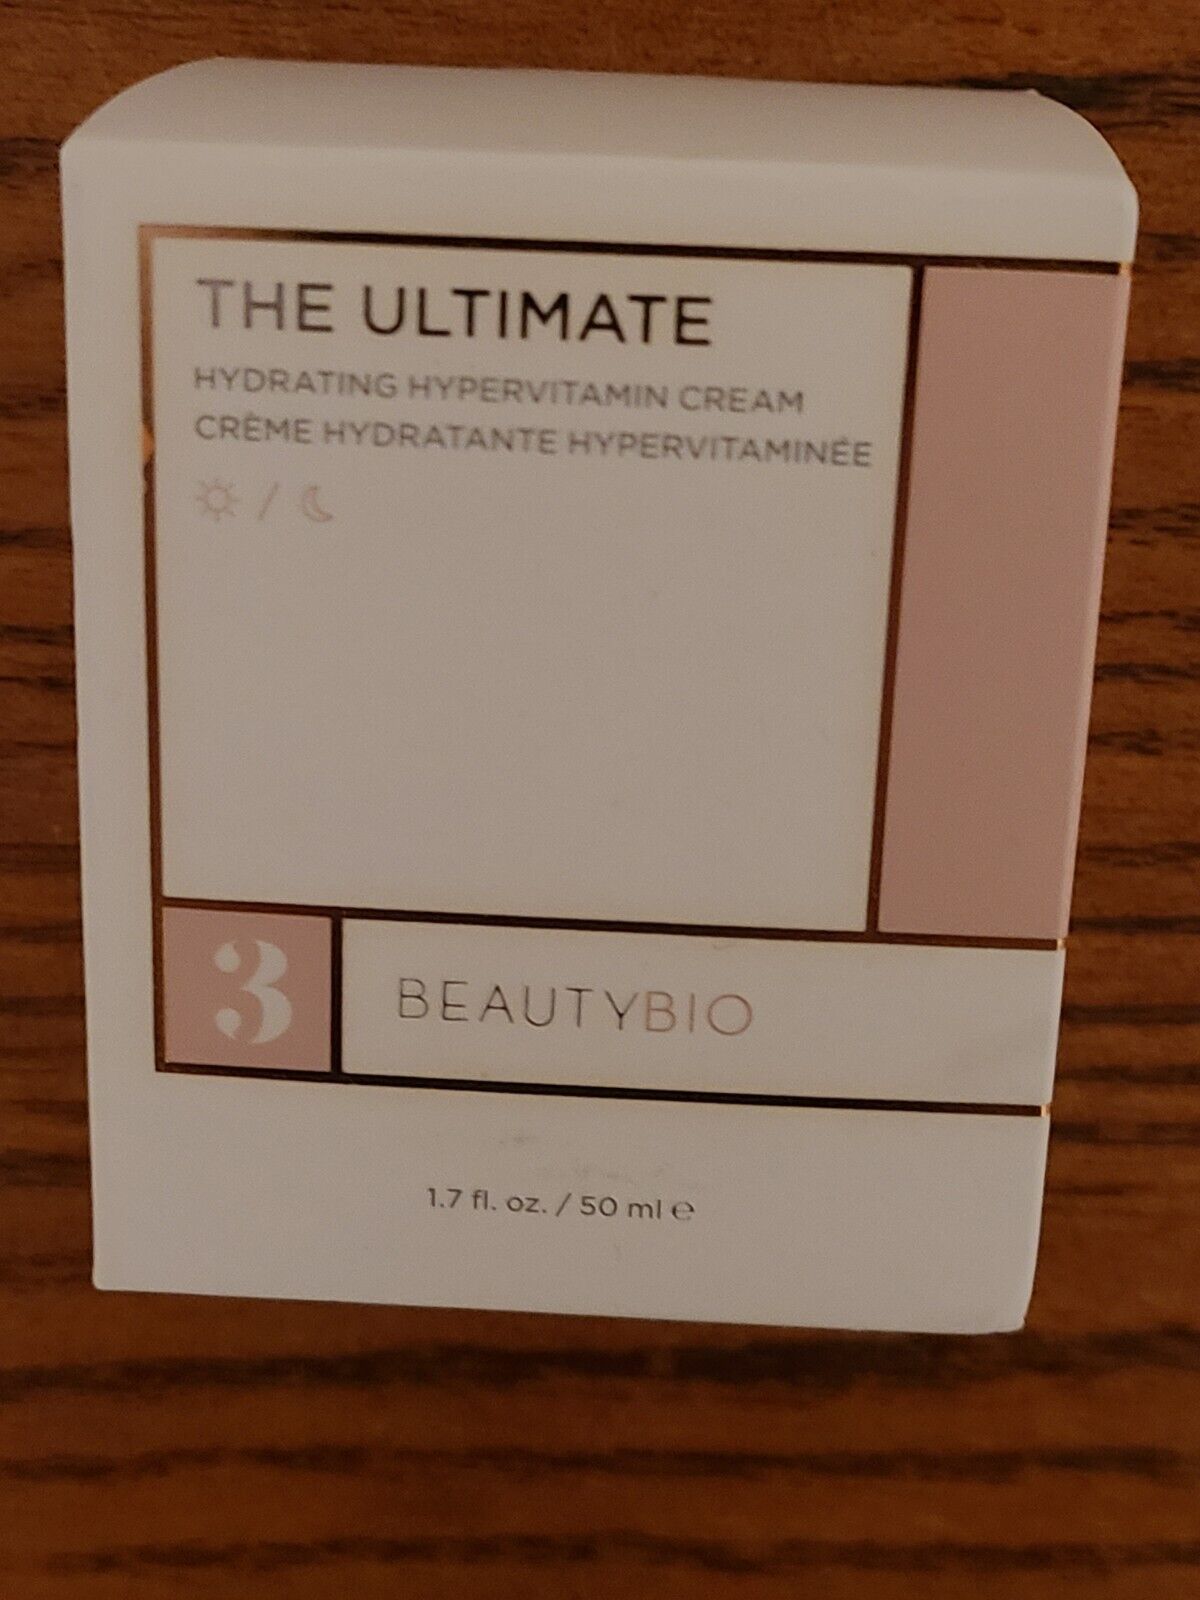 THE ULTIMATE
HYDRATING HYPERVITAMIN CREAM
CRÈME HYDRATANTE HYPERVITAMINÉE
/
3
BEAUTYBIO
1.7 fl. oz. / 50 ml ℮